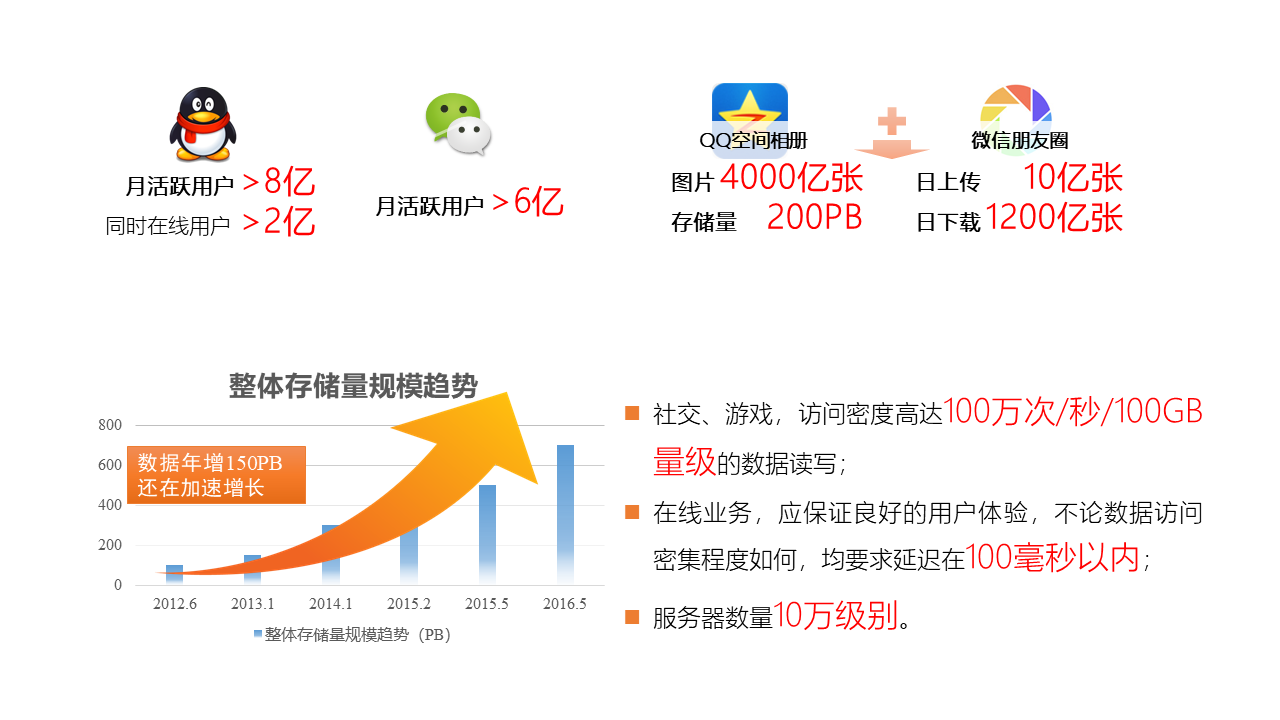 月活跃用户 >8亿
同时在线用户 >2亿
月活跃用户 >6亿
QQ空间相册
微信朋友圈
图片 4000亿张
存储量 200PB
日上传 10亿张
日下载 1200亿张
整体存储量规模趋势
800
600
400
200
0
数据年增150PB
还在加速增长
2012.6 2013.1 2014.1 2015.2 2015.5 2016.5
整体存储量规模趋势（PB）
社交、游戏，访问密度高达100万次/秒/100GB
量级的数据读写；
在线业务，应保证良好的用户体验，不论数据访问
密集程度如何，均要求延迟在100毫秒以内；
服务器数量10万级别。